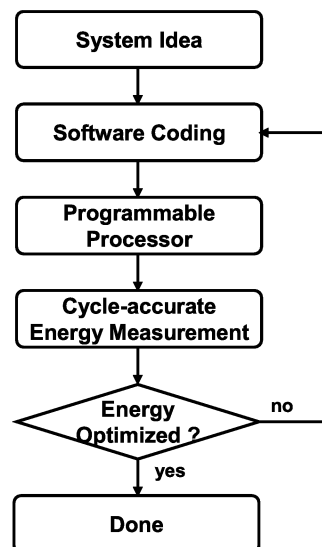 System Idea
Software Coding
Programmable
Processor
Cycle-accurate
Energy Measurement
Energy
Optimized ?
no
yes
Done